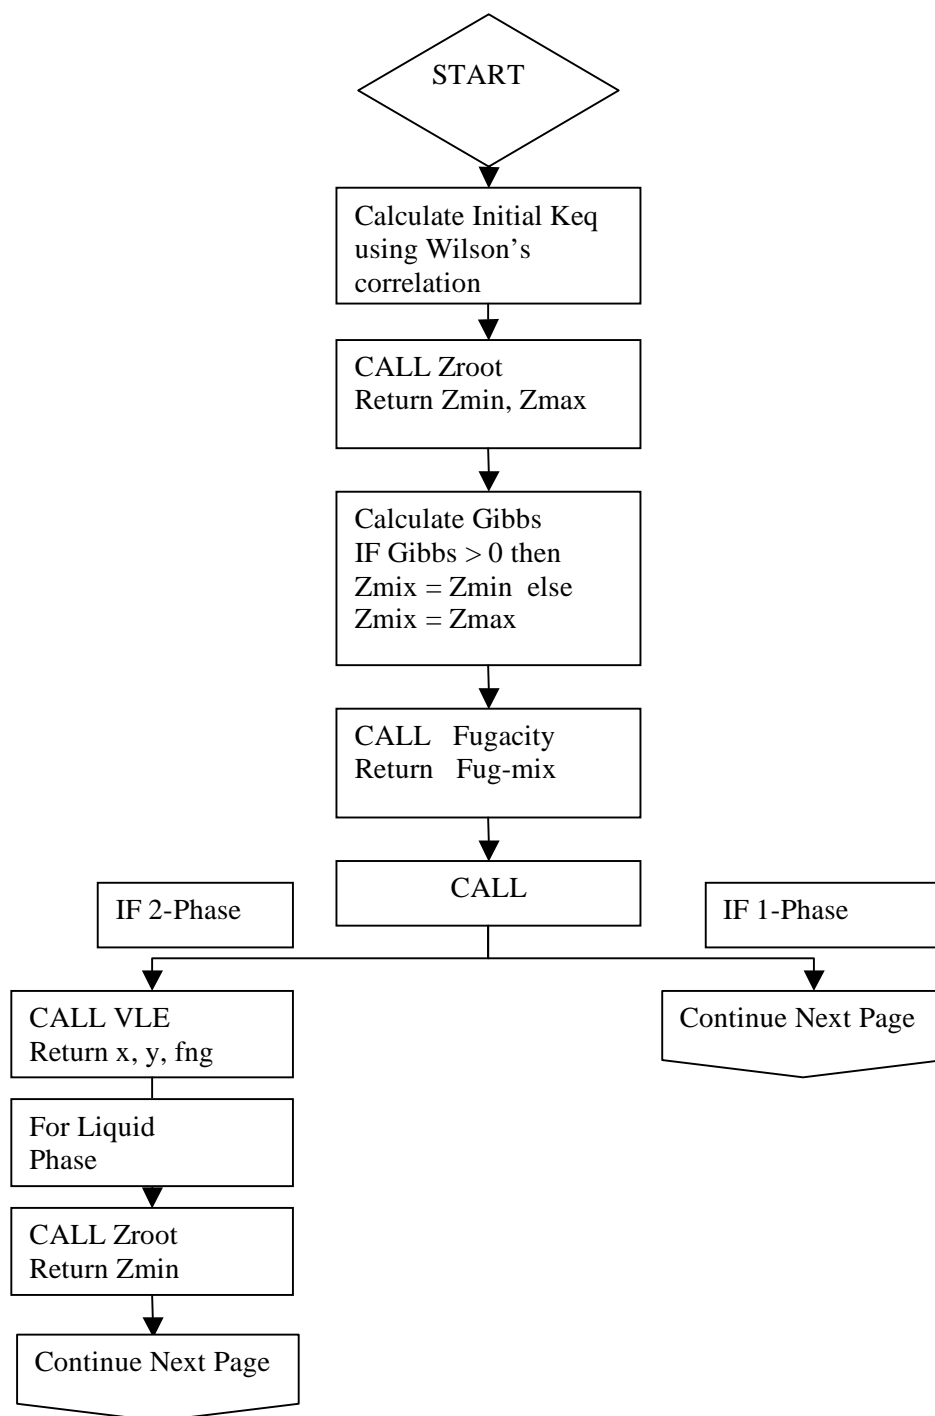 START
Calculate Initial Keq
using Wilson's
correlation
CALL Zroot
Return Zmin, Zmax
Calculate Gibbs
IF Gibbs > 0 then
Zmix = Zmin else
Zmix = Zmax
CALL Fugacity
Return Fug-mix
CALL
IF 2-Phase
IF 1-Phase
CALL VLE
Return x, y, fng
Continue Next Page
For Liquid
Phase
CALL Zroot
Return Zmin
Continue Next Page